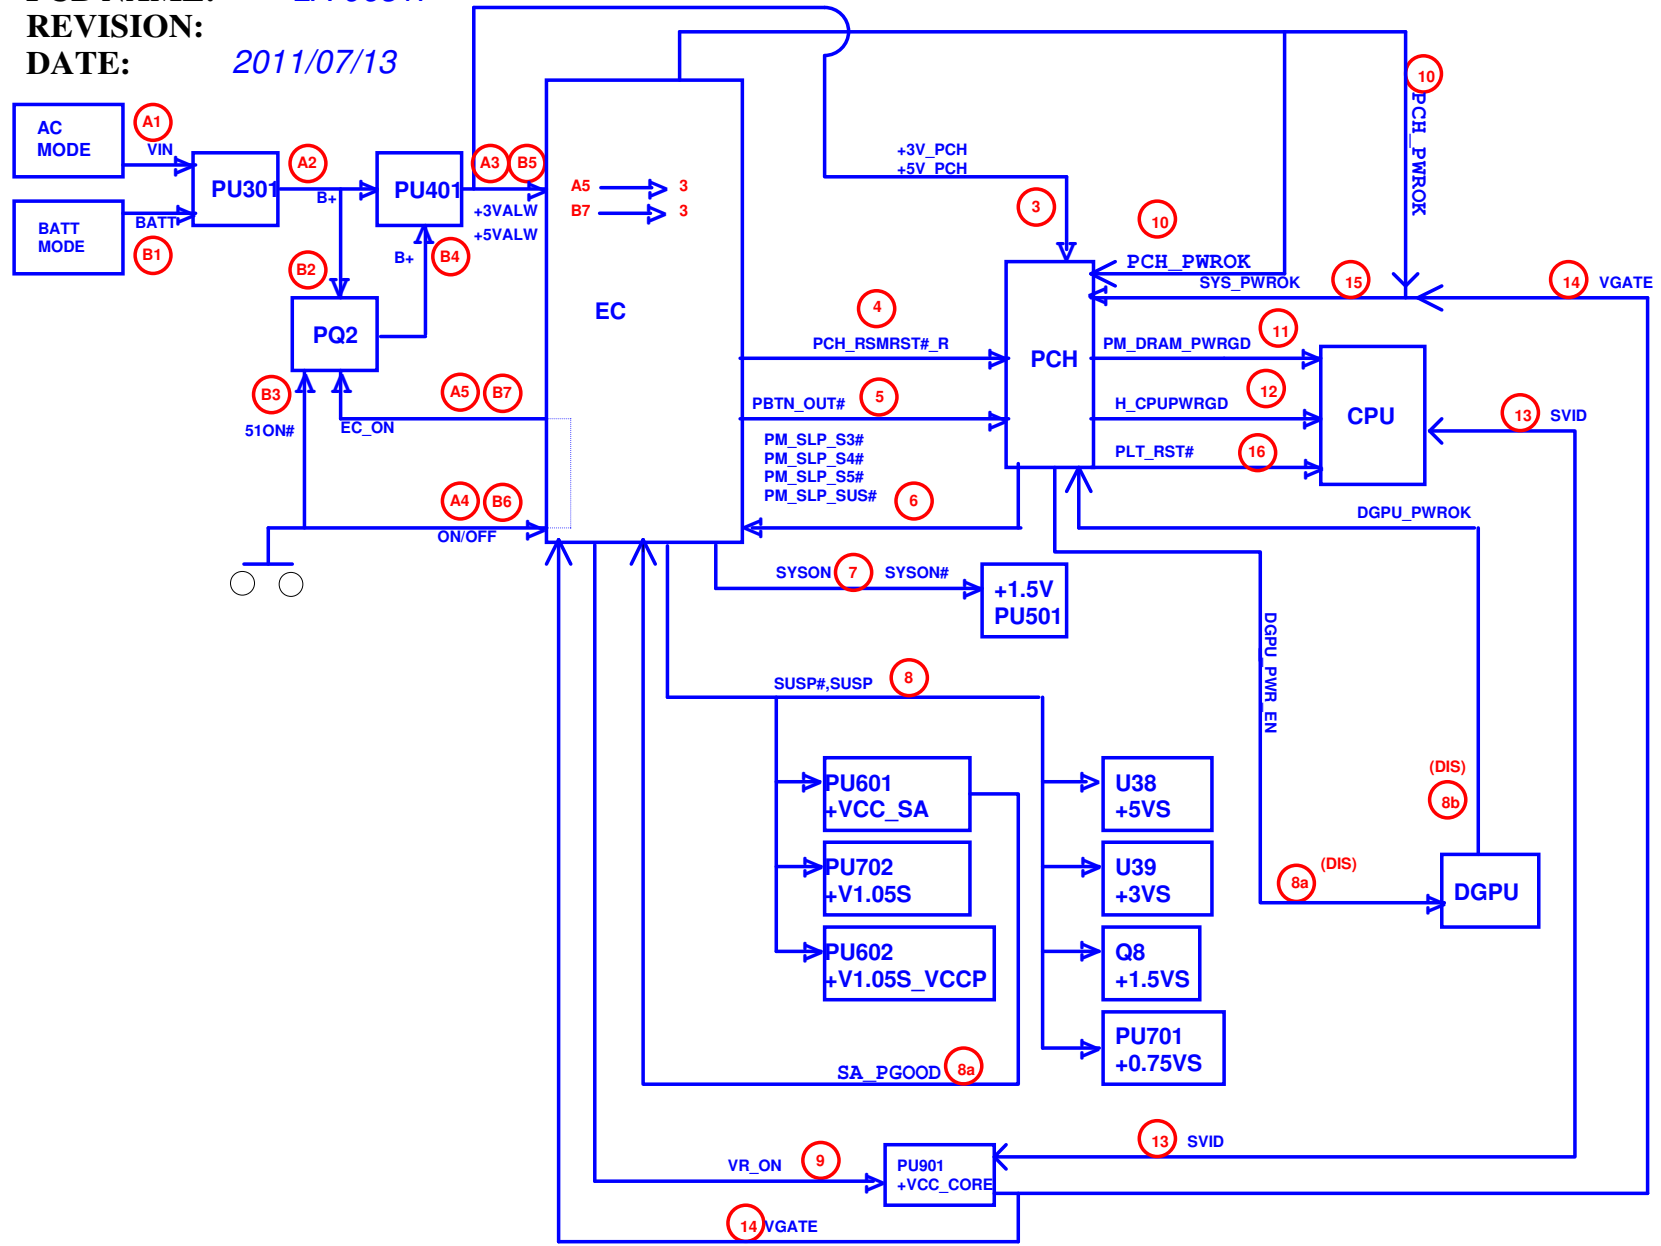 REVISION:
DATE: 2011/07/13
AC
MODE
A1
VIN
BATT
MODE
BATT
B1
PU301
A2
B+
PU401
A3 B5
+3VALW
+5VALW
B2
B+
B4
PQ2
B3
51ON#
A5 B7
EC_ON
A4 B6
ON/OFF
A5 3
B7 3
EC
+3V_PCH
+5V_PCH
3
10
PCH_PWROK
10
PCH_PWROK
SYS_PWROK
15
14 VGATE
4
PCH_RSMRST#_R
PCH
11
PM_DRAM_PWRGD
PBTN_OUT#
5
H_CPUPWRGD
12
CPU
13 SVID
PM_SLP_S3#
PM_SLP_S4#
PM_SLP_S5#
PM_SLP_SUS#
6
PLT_RST#
16
DGPU_PWROK
SYSON 7 SYSON#
+1.5V
PU501
DGPU_PWR_EN
SUSP#,SUSP 8
PU601
+VCC_SA
PU702
+V1.05S
PU602
+V1.05S_VCCP
U38
+5VS
U39
+3VS
Q8
+1.5VS
PU701
+0.75VS
(DIS)
8b
(DIS)
8a
DGPU
SA_PGOOD 8a
VR_ON 9
PU901
+VCC_CORE
13 SVID
14 VGATE